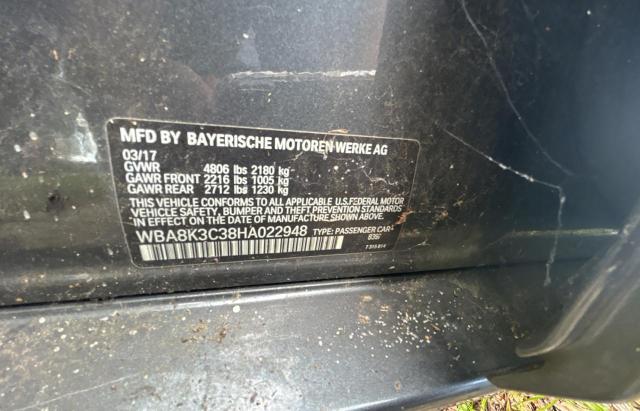 MFD BY BAYERISCHE MOTOREN WERKE AG
03/17
GVWR 4806 lbs 2180 kg
GAWR FRONT 2216 lbs 1005 kg
GAWR REAR 2712 lbs 1230 kg
THIS VEHICLE CONFORMS TO ALL APPLICABLE U.S.FEDERAL MOTOR
VEHICLE SAFETY, BUMPER, AND THEFT PREVENTION STANDARDS
IN EFFECT ON THE DATE OF MANUFACTURE SHOWN ABOVE.
WBA8K3C38HA022948 TYPE: PASSENGER CAR